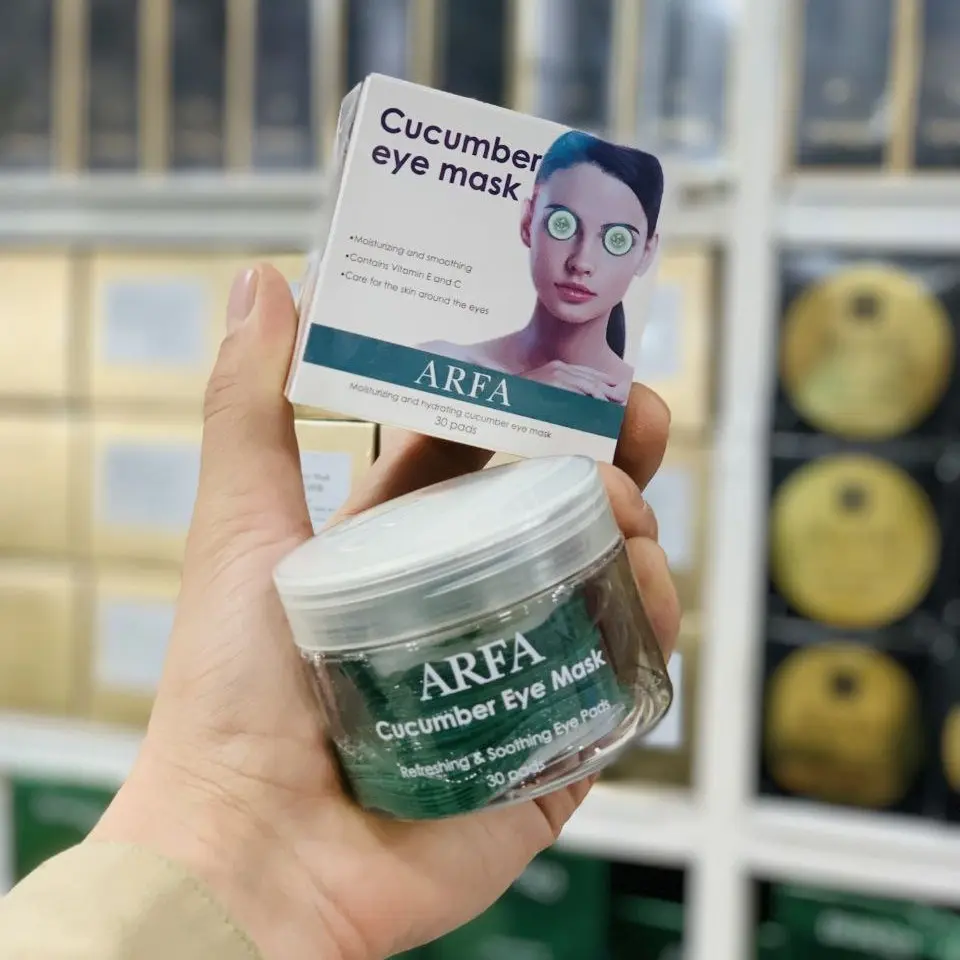 Cucumber
eye mask
•Moisturizing and smoothing
•Contains Vitamin E and C
•Care for the skin around the eyes
ARFA
Moisturizing and hydrating cucumber eye mask
30 pads
ARFA
Cucumber Eye Mask
Refreshing & Soothing Eye Pads
30 pads